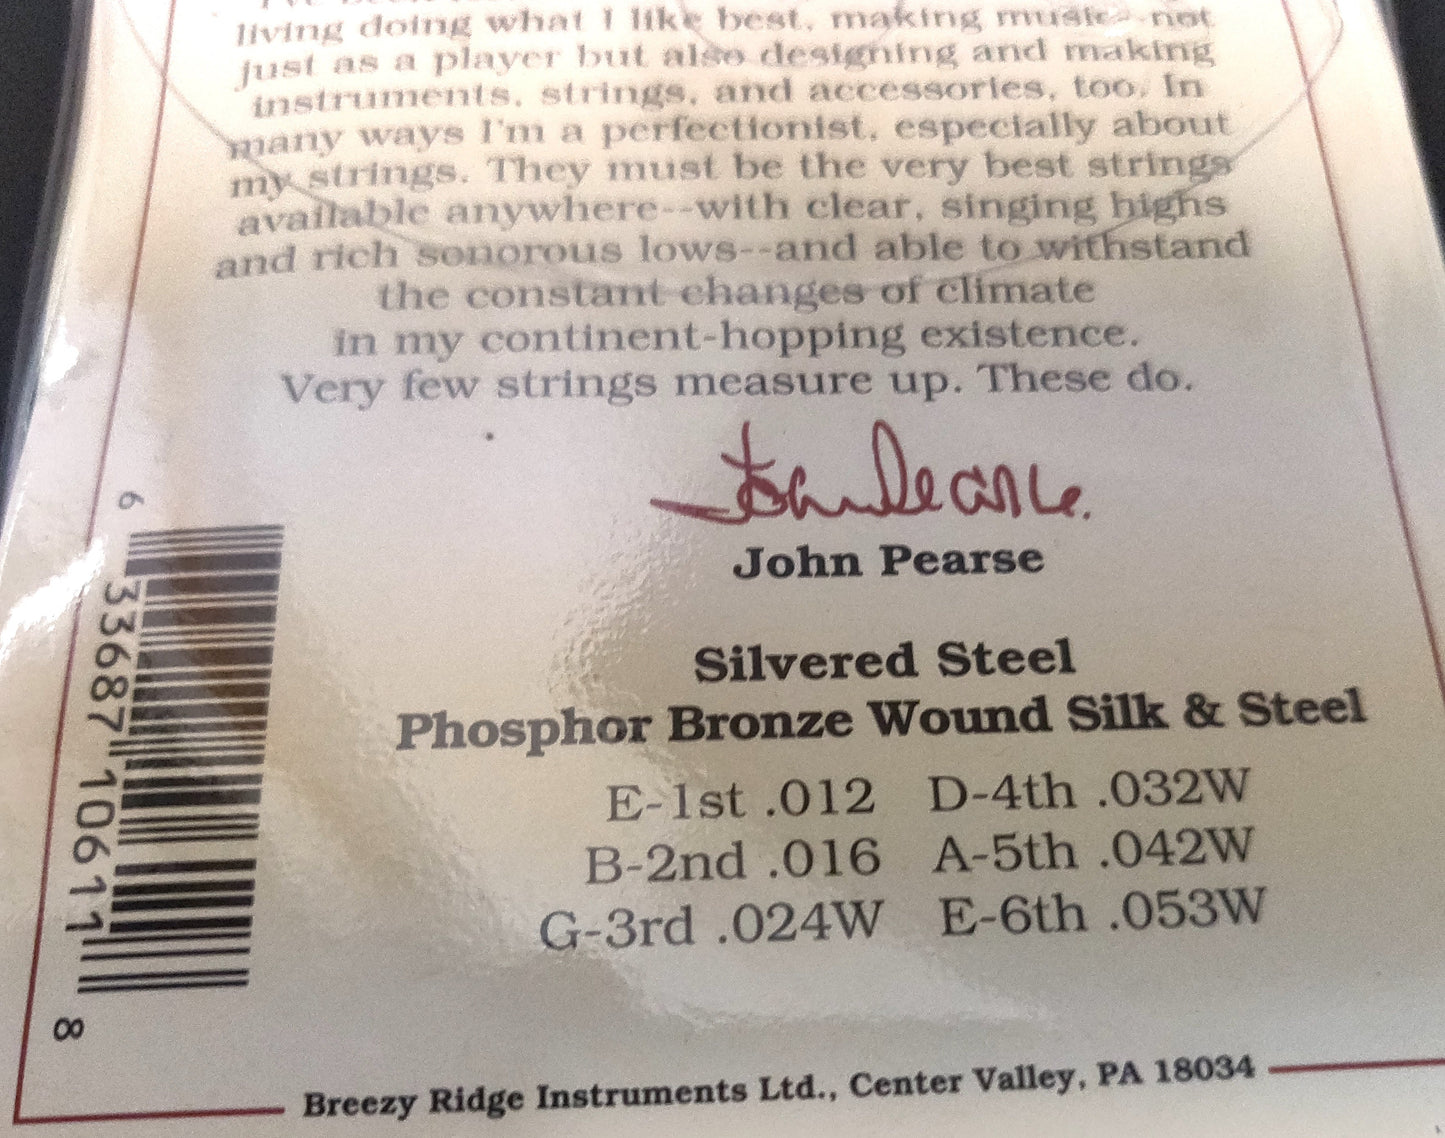 living doing what I like best, making music--not
just as a player but also designing and making
instruments, strings, and accessories, too. In
many ways I'm a perfectionist, especially about
my strings. They must be the very best strings
available anywhere--with clear, singing highs
and rich sonorous lows--and able to withstand
the constant changes of climate
in my continent-hopping existence.
Very few strings measure up. These do.
John Pearse.
John Pearse
Silvered Steel
Phosphor Bronze Wound Silk & Steel
E-1st .012 D-4th .032W
B-2nd .016 A-5th .042W
G-3rd .024W E-6th .053W
6 33687 10611 8
Breezy Ridge Instruments Ltd., Center Valley, PA 18034